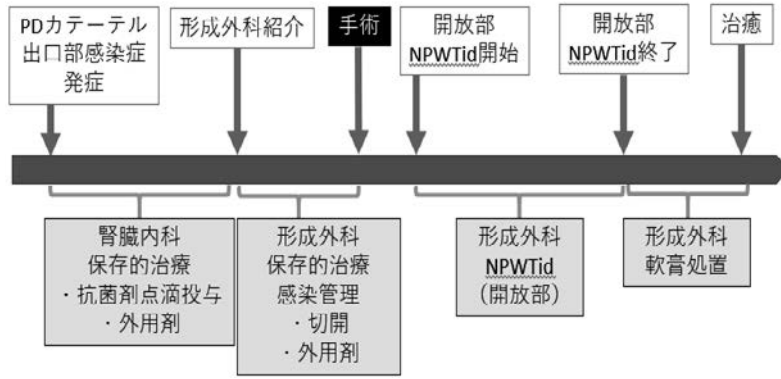 PDカテーテル
出口部感染症
発症
形成外科紹介
手術
開放部
NPWTid開始
開放部
NPWTid終了
治癒
腎臓内科
保存的治療
・抗菌剤点滴投与
・外用剤
形成外科
保存的治療
感染管理
・切開
・外用剤
形成外科
NPWTid
(開放部)
形成外科
軟膏処置